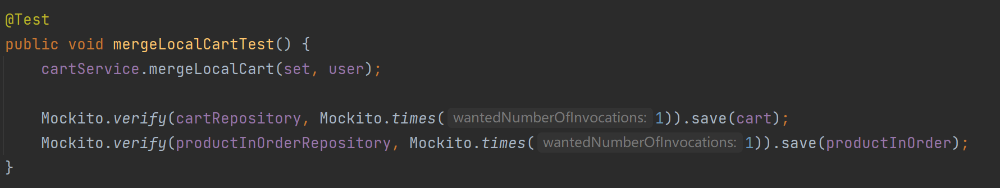 @Test
public void mergeLocalCartTest() {
    cartService.mergeLocalCart(set, user);

    Mockito.verify(cartRepository, Mockito.times( wantedNumberOfInvocations: 1)).save(cart);
    Mockito.verify(productInOrderRepository, Mockito.times( wantedNumberOfInvocations: 1)).save(productInOrder);
}